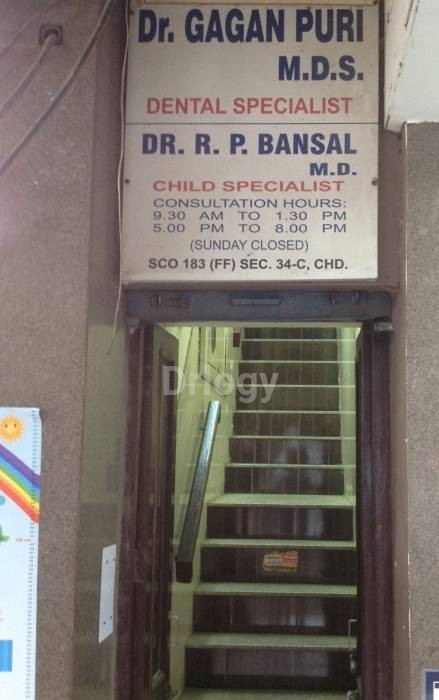 Dr. GAGAN PURI
M.D.S.
DENTAL SPECIALIST
DR. R. P. BANSAL
M.D.
CHILD SPECIALIST
CONSULTATION HOURS:
9.30 AM TO 1.30 PM
5.00 PM TO 8.00 PM
(SUNDAY CLOSED)
SCO 183 (FF) SEC. 34-C, CHD.
Drlogy